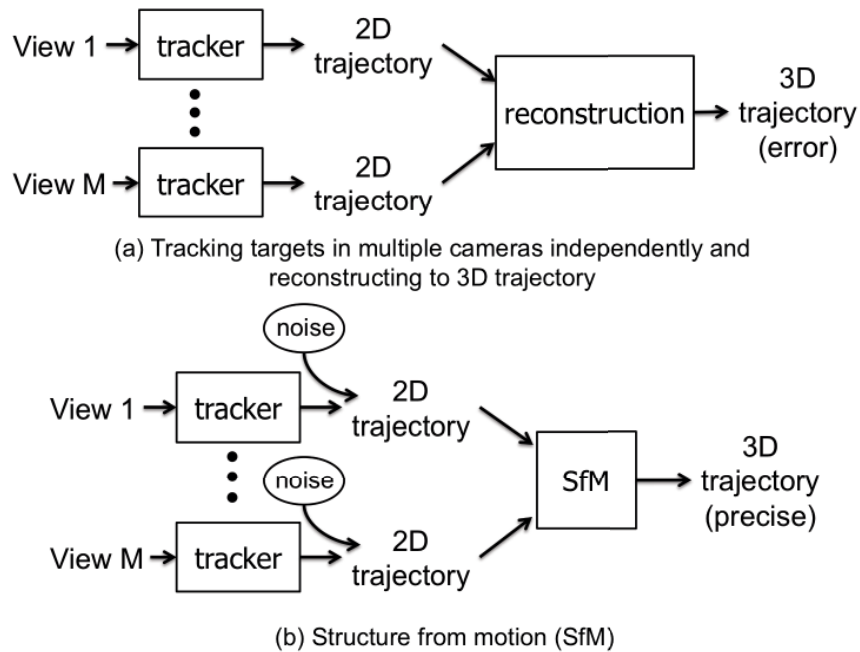 View 1
tracker
2D
trajectory
reconstruction
3D
trajectory
(error)
View M
tracker
2D
trajectory
(a) Tracking targets in multiple cameras independently and
reconstructing to 3D trajectory
noise
View 1
tracker
2D
trajectory
noise
SfM
3D
trajectory
(precise)
View M
tracker
2D
trajectory
(b) Structure from motion (SfM)